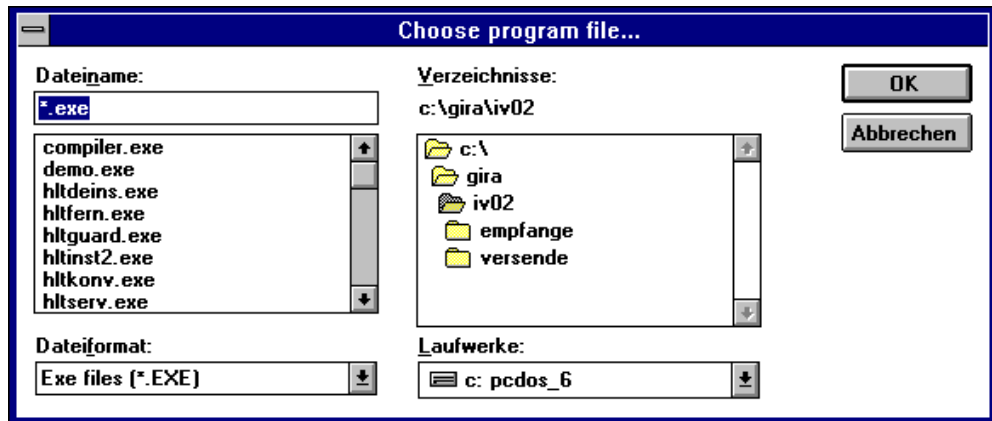 Choose program file...
Dateiname:
*.exe
compiler.exe
demo.exe
hltdeins.exe
hltfern.exe
hltguard.exe
hltinst2.exe
hltkonv.exe
hltserv.exe
Dateiformat:
Exe files (*.EXE)
Verzeichnisse:
c:\gira\iv02
c:\
gira
iv02
empfange
versende
Laufwerke:
c: pcdos_6
OK
Abbrechen